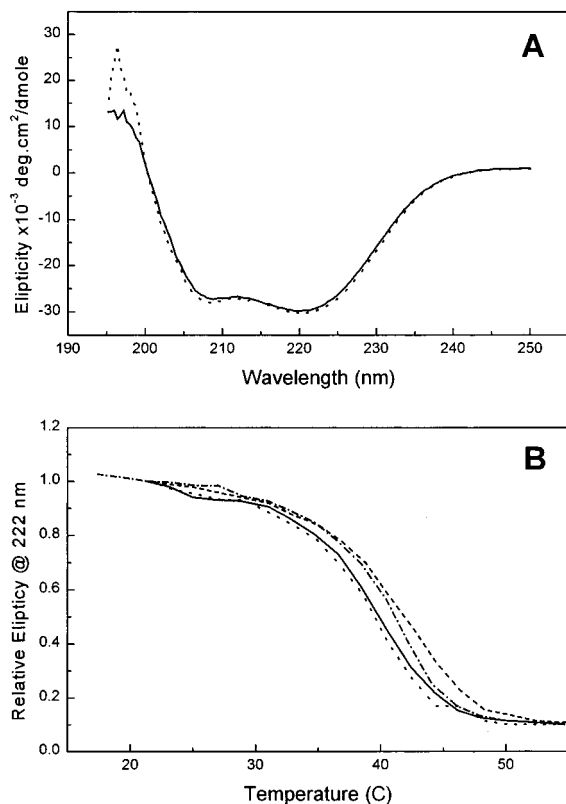 A
30
20
10
0
-10
-20
-30
Elipticity x10⁻³ deg.cm²/dmole
190 200 210 220 230 240 250
Wavelength (nm)
B
1.2
1.0
0.8
0.6
0.4
0.2
0.0
Relative Elipticy @ 222 nm
20 30 40 50
Temperature (C)